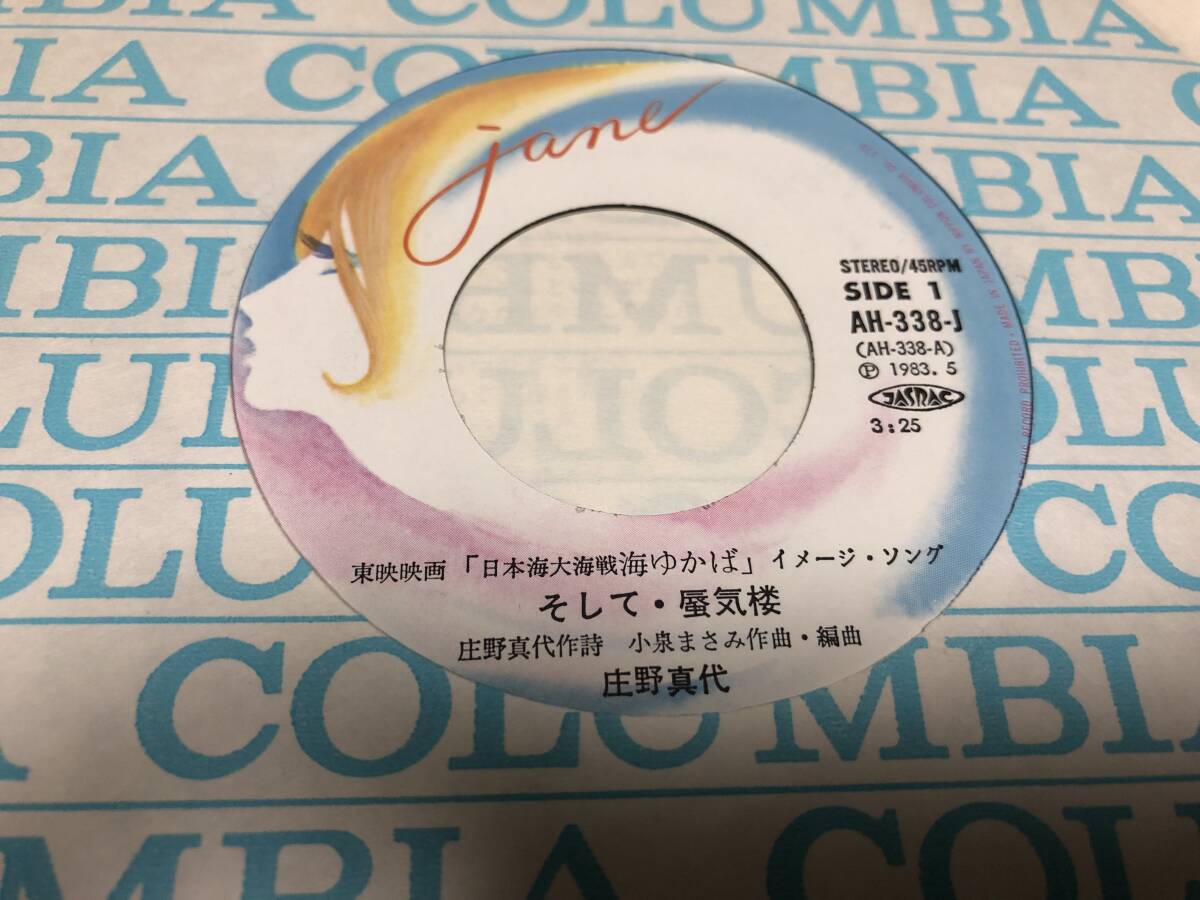 COLUMBIA
COLUMBIA
COLUMBIA
jane
STEREO/45RPM
SIDE 1
AH-338-J
(AH-338-A)
Ⓟ 1983. 5
JASRAC
3:25
東映映画 「日本海大海戦海ゆかば」 イメージ・ソング
そして・蜃気楼
庄野真代作詩 小泉まさみ作曲・編曲
庄野真代
A COLUMBIA
COLU